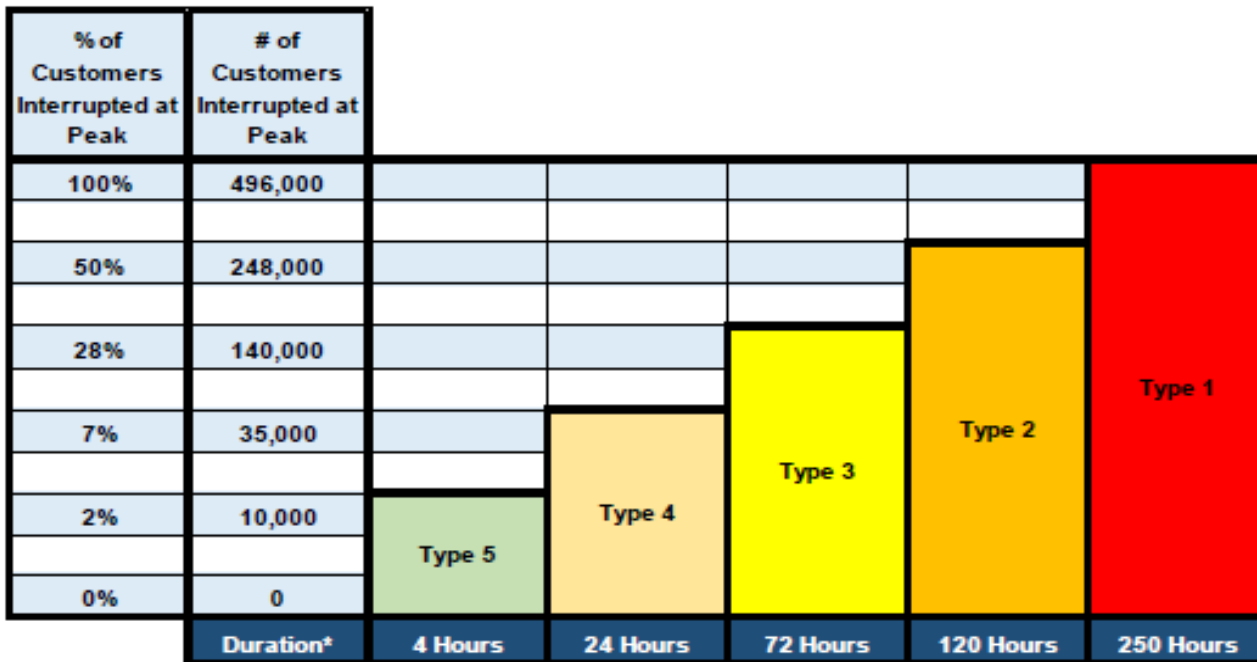 % of Customers Interrupted at Peak
# of Customers Interrupted at Peak
100% 496,000
50% 248,000
28% 140,000
Type 1
7% 35,000
Type 2
Type 3
2% 10,000
Type 4
Type 5
0% 0
Duration* 4 Hours 24 Hours 72 Hours 120 Hours 250 Hours